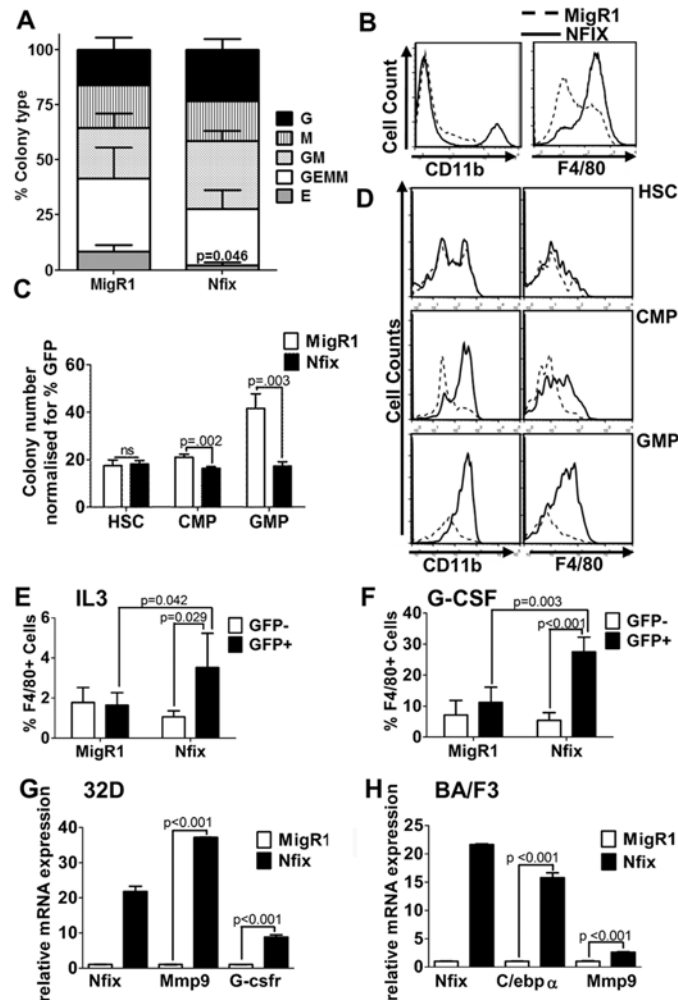 A
100
75
50
25
0
% Colony type
G
M
GM
GEMM
E
p=0.046
MigR1
Nfix
B
MigR1
NFIX
Cell Count
CD11b
F4/80
C
MigR1
Nfix
Colony number
normalised for % GFP
60
40
20
0
ns
p=.002
p=.003
HSC
CMP
GMP
D
HSC
CMP
GMP
Cell Counts
CD11b
F4/80
E
IL3
p=0.042
p=0.029
GFP-
GFP+
% F4/80+ Cells
6
4
2
0
MigR1
Nfix
F
G-CSF
p=0.003
p<0.001
GFP-
GFP+
% F4/80+ Cells
40
30
20
10
0
MigR1
Nfix
G
32D
p<0.001
p<0.001
MigR1
Nfix
relative mRNA expression
40
30
20
10
0
Nfix
Mmp9
G-csfr
H
BA/F3
p <0.001
p <0.001
MigR1
Nfix
relative mRNA expression
25
20
15
10
5
0
Nfix
C/ebp α
Mmp9